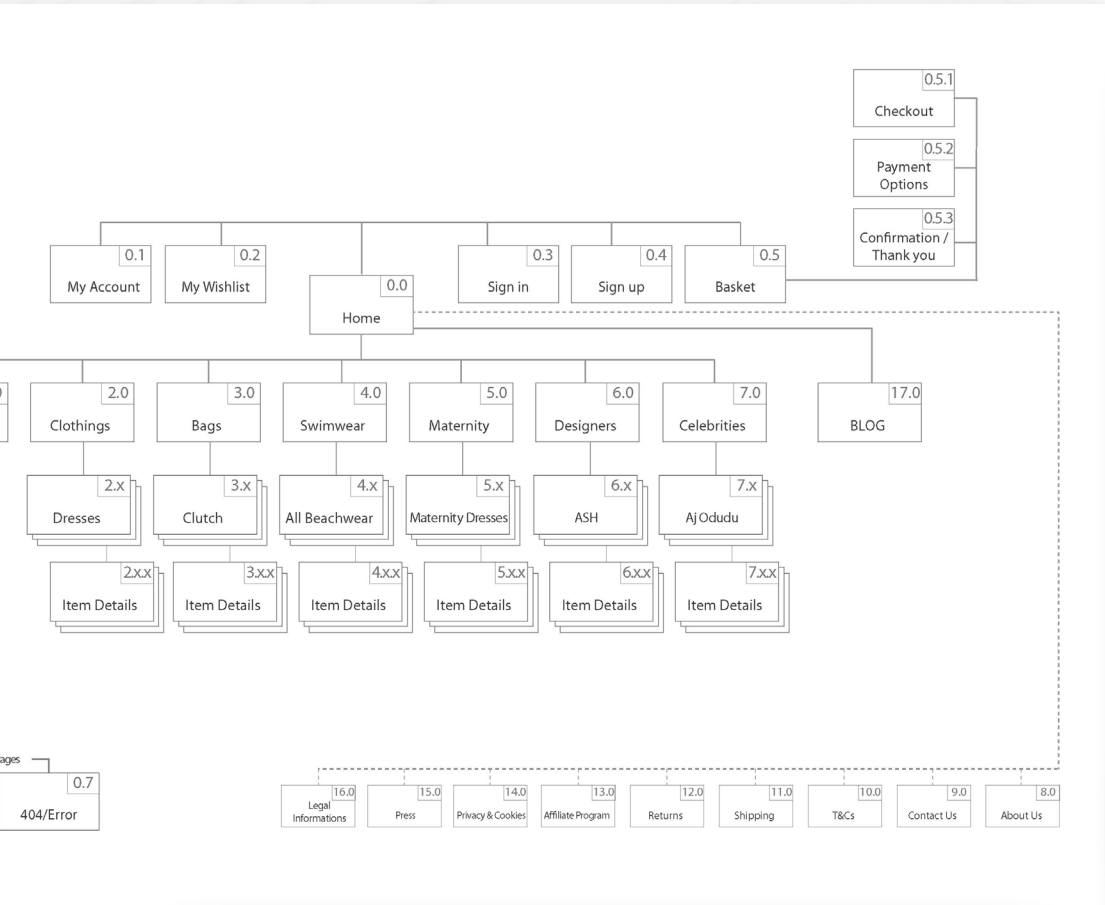 0.5.1
Checkout
0.5.2
Payment
Options
0.5.3
Confirmation /
Thank you
0.1
My Account
0.2
My Wishlist
0.0
Home
0.3
Sign in
0.4
Sign up
0.5
Basket
2.0
Clothings
3.0
Bags
4.0
Swimwear
5.0
Maternity
6.0
Designers
7.0
Celebrities
17.0
BLOG
2.x
Dresses
3.x
Clutch
4.x
All Beachwear
5.x
Maternity Dresses
6.x
ASH
7.x
Aj Odudu
2.x.x
Item Details
3.x.x
Item Details
4.x.x
Item Details
5.x.x
Item Details
6.x.x
Item Details
7.x.x
Item Details
ages
0.7
404/Error
16.0
Legal
Informations
15.0
Press
14.0
Privacy & Cookies
13.0
Affiliate Program
12.0
Returns
11.0
Shipping
10.0
T&Cs
9.0
Contact Us
8.0
About Us